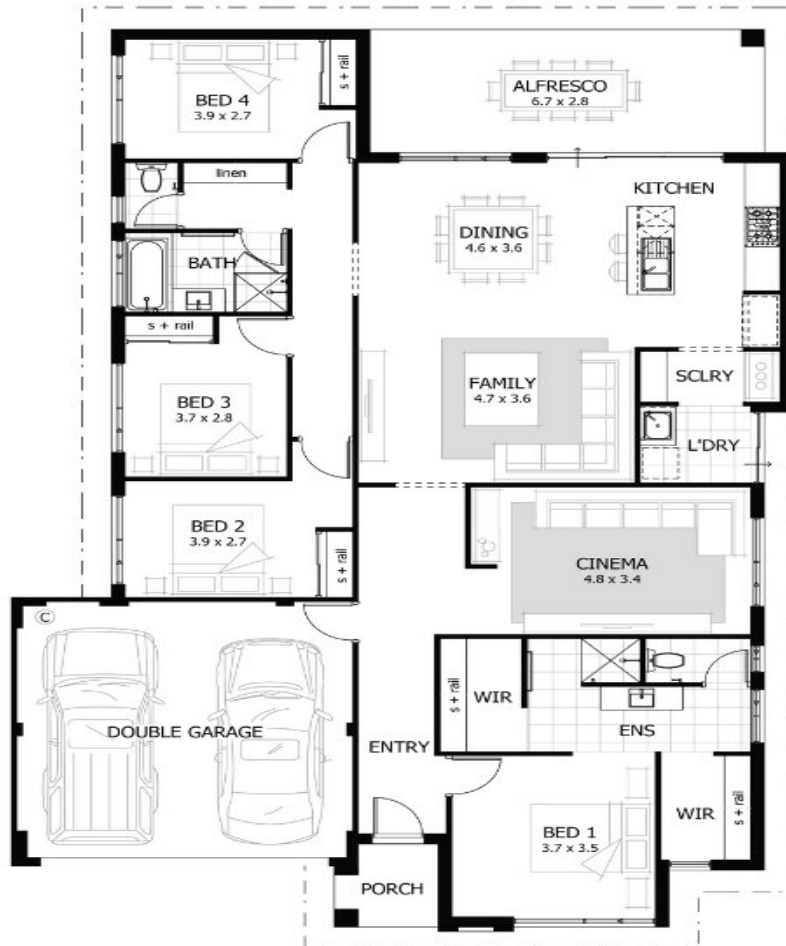 BED 4
3.9 x 2.7
s + rail
ALFRESCO
6.7 x 2.8
linen
KITCHEN
DINING
4.6 x 3.6
BATH
s + rail
BED 3
3.7 x 2.8
FAMILY
4.7 x 3.6
SCLRY
L'DRY
BED 2
3.9 x 2.7
s + rail
CINEMA
4.8 x 3.4
C
DOUBLE GARAGE
ENTRY
s + rail
WIR
ENS
BED 1
3.7 x 3.5
WIR
s + rail
PORCH